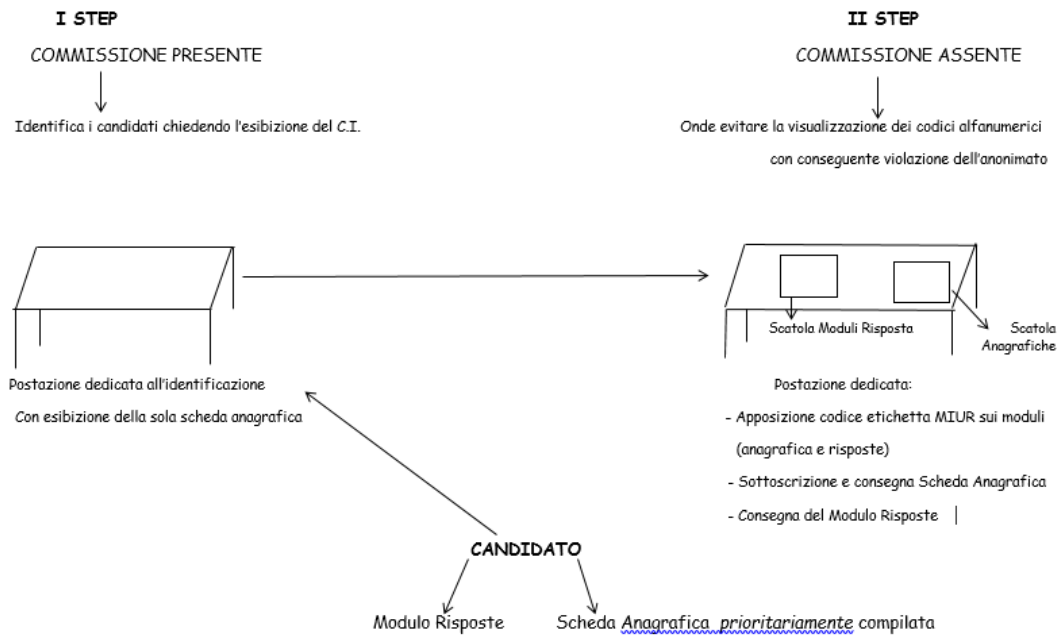 I STEP
COMMISSIONE PRESENTE
Identifica i candidati chiedendo l'esibizione del C.I.
II STEP
COMMISSIONE ASSENTE
Onde evitare la visualizzazione dei codici alfanumerici
con conseguente violazione dell'anonimato
Postazione dedicata all'identificazione
Con esibizione della sola scheda anagrafica
Scatola Moduli Risposta
Scatola
Anagrafiche
Postazione dedicata:
- Apposizione codice etichetta MIUR sui moduli
(anagrafica e risposte)
- Sottoscrizione e consegna Scheda Anagrafica
- Consegna del Modulo Risposte
CANDIDATO
Modulo Risposte
Scheda Anagrafica prioritariamente compilata